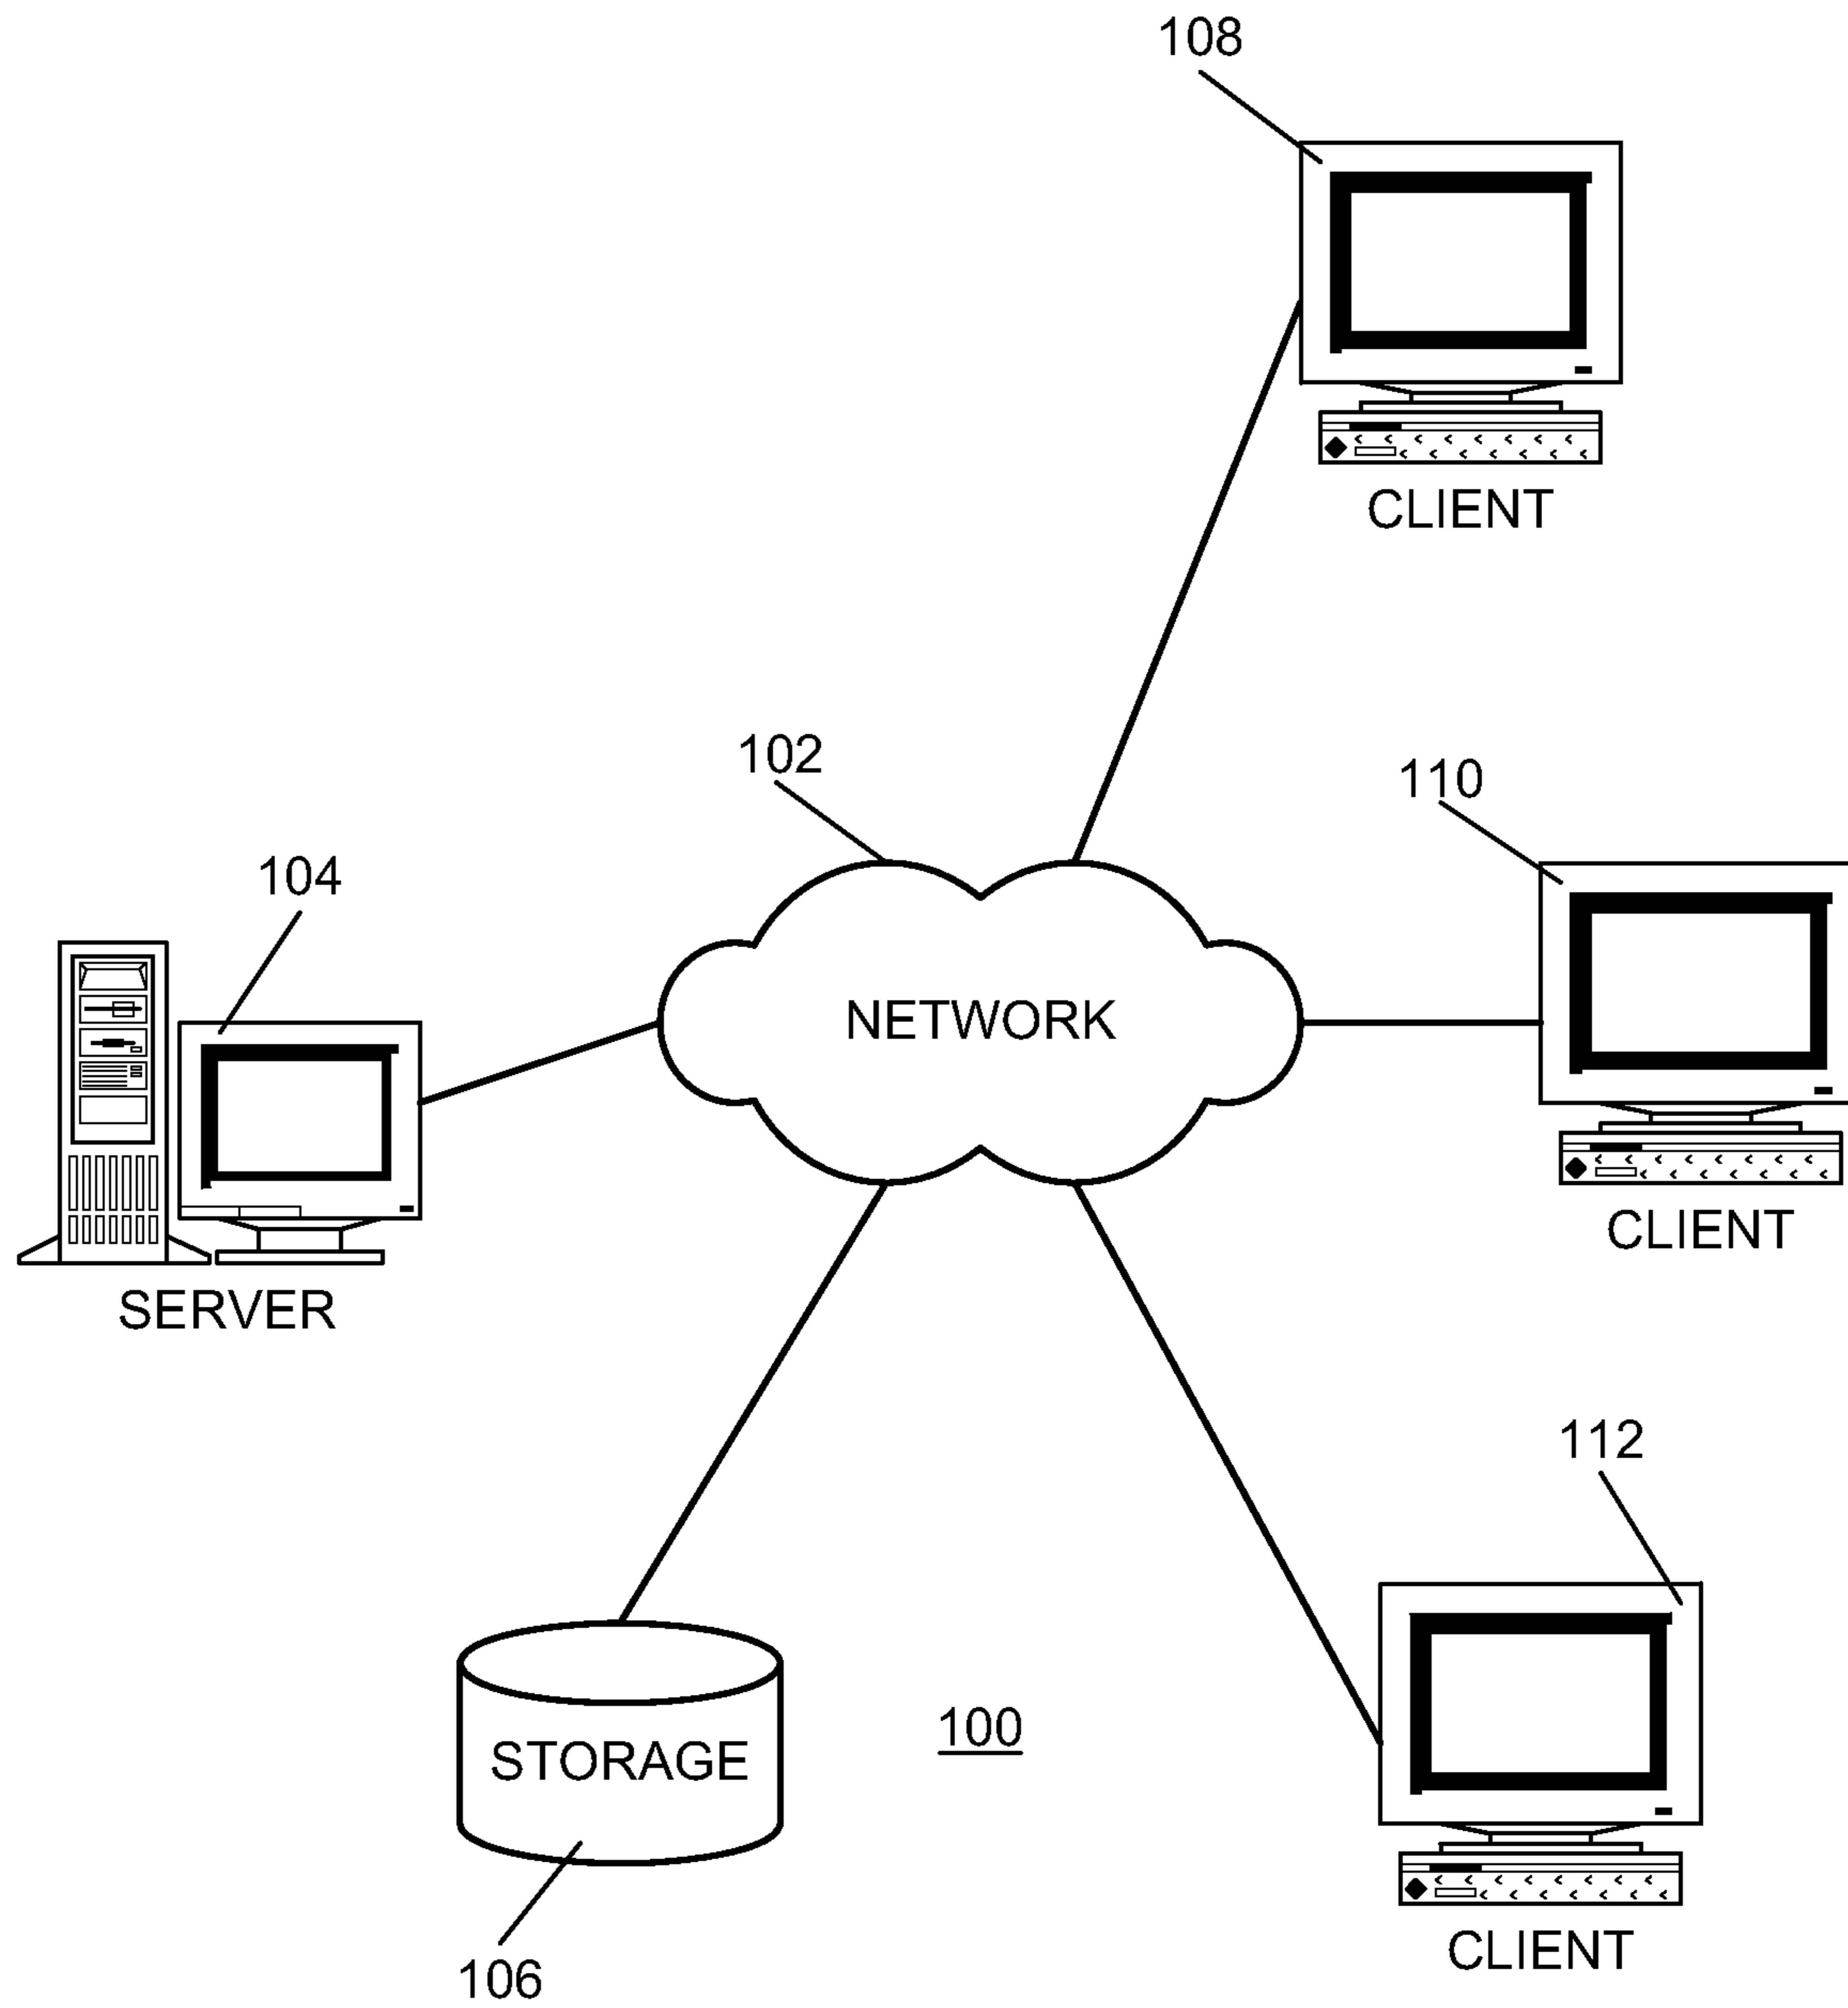 108
CLIENT
102
110
104
NETWORK
CLIENT
SERVER
112
100
STORAGE
CLIENT
106